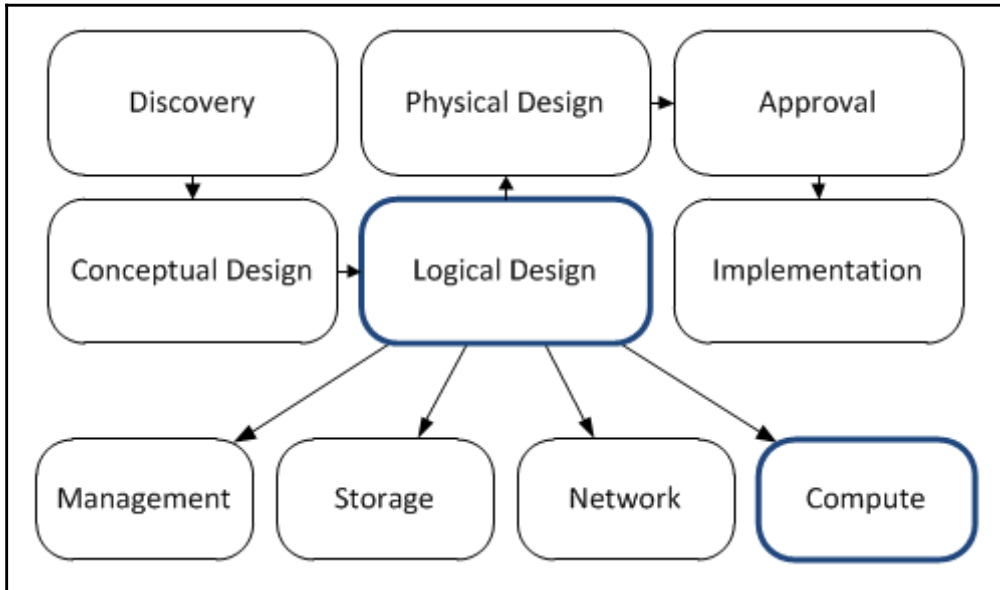 Discovery
Physical Design
Approval
Conceptual Design
Logical Design
Implementation
Management
Storage
Network
Compute